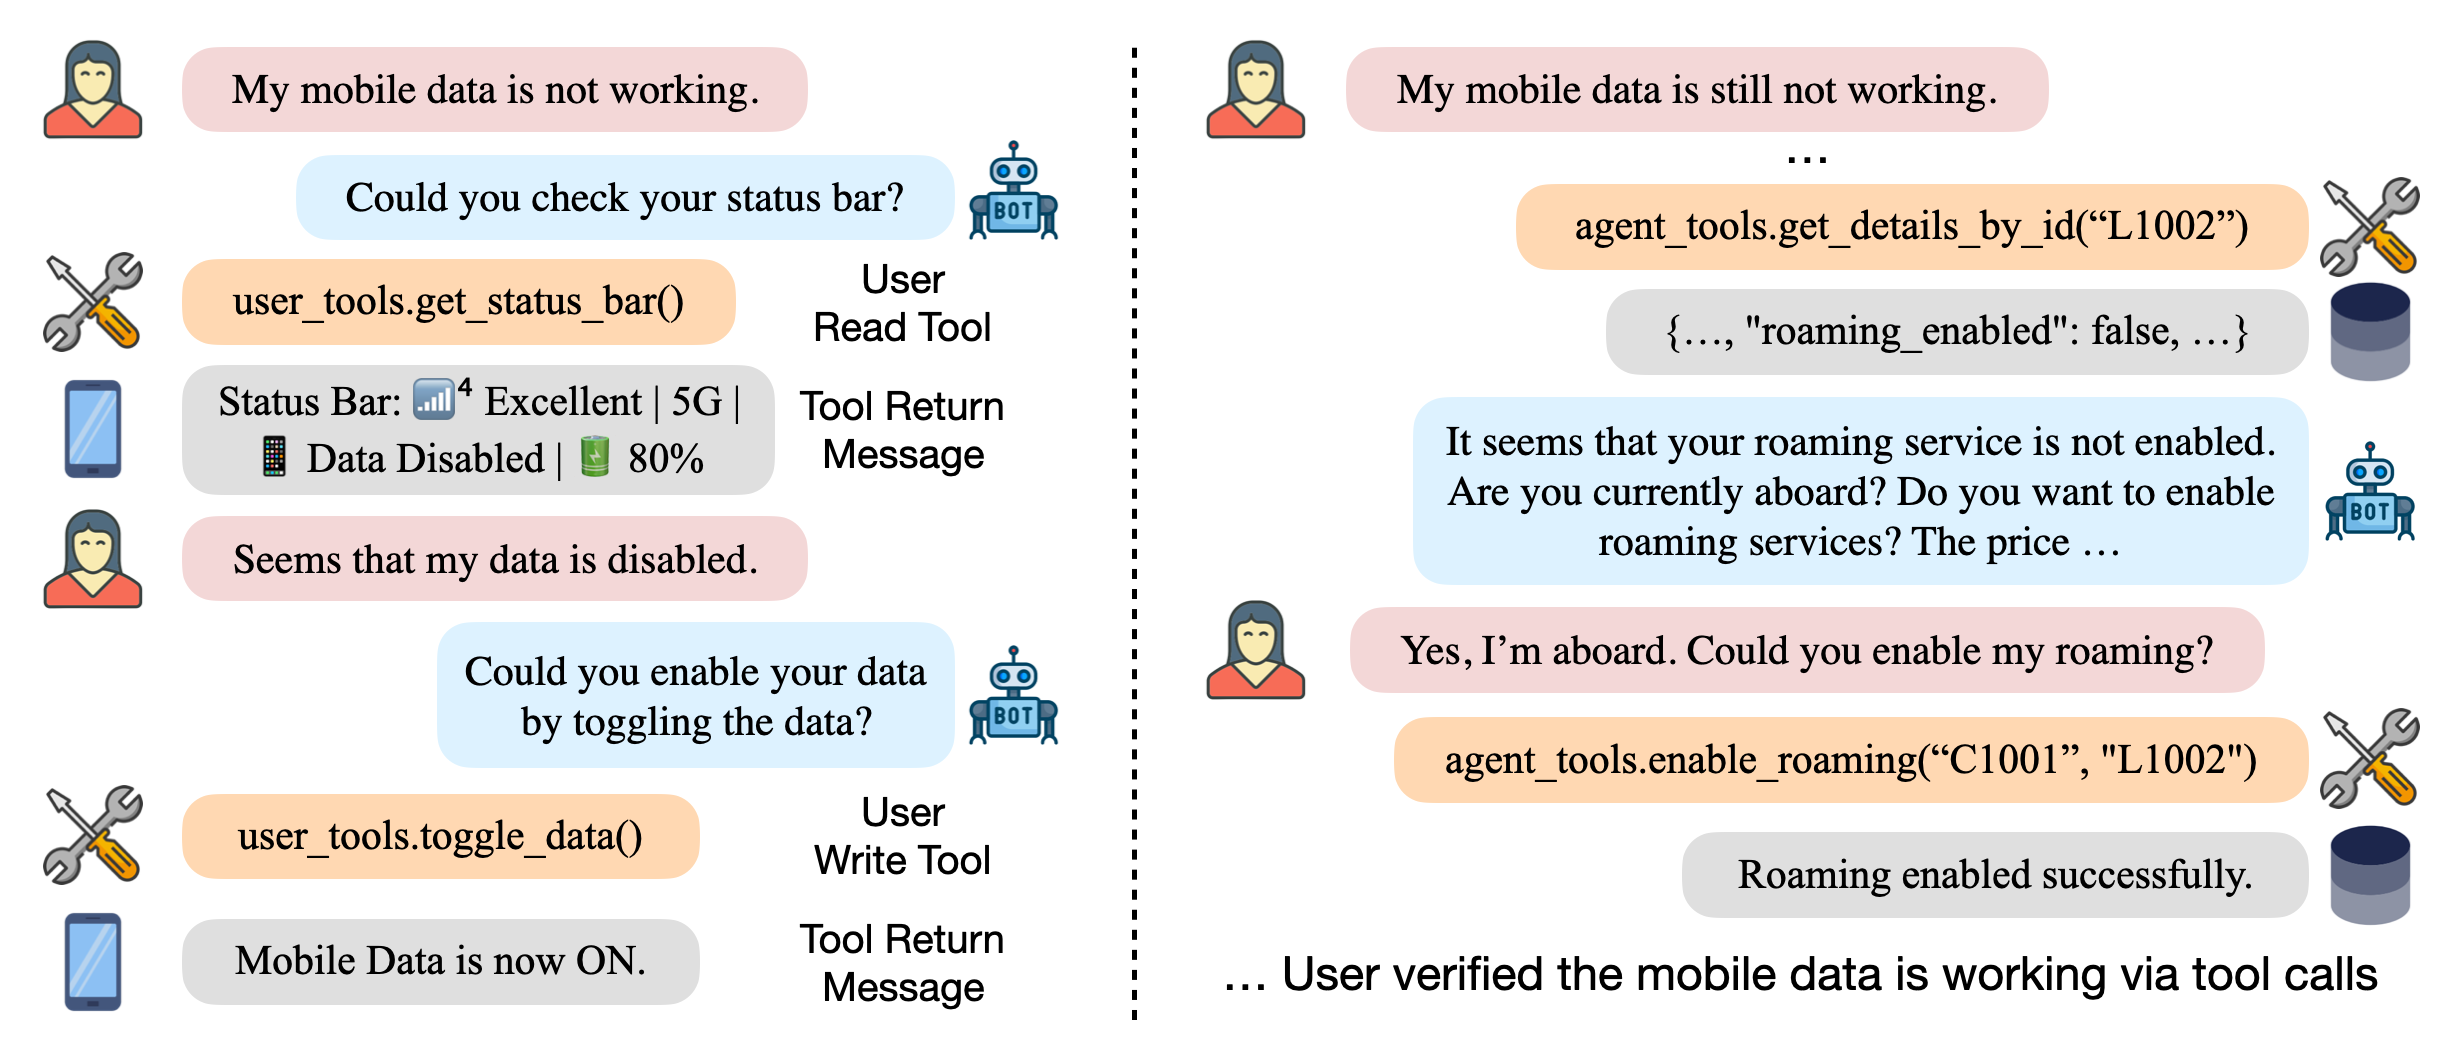 My mobile data is not working.
Could you check your status bar?
BOT
user_tools.get_status_bar()
User
Read Tool
Status Bar: 📶⁴ Excellent | 5G |
📱 Data Disabled | 🔋 80%
Tool Return
Message
Seems that my data is disabled.
Could you enable your data
by toggling the data?
BOT
user_tools.toggle_data()
User
Write Tool
Mobile Data is now ON.
Tool Return
Message
My mobile data is still not working.
…
agent_tools.get_details_by_id(“L1002”)
{…, "roaming_enabled": false, …}
It seems that your roaming service is not enabled.
Are you currently aboard? Do you want to enable
roaming services? The price …
BOT
Yes, I’m aboard. Could you enable my roaming?
agent_tools.enable_roaming(“C1001”, "L1002")
Roaming enabled successfully.
… User verified the mobile data is working via tool calls